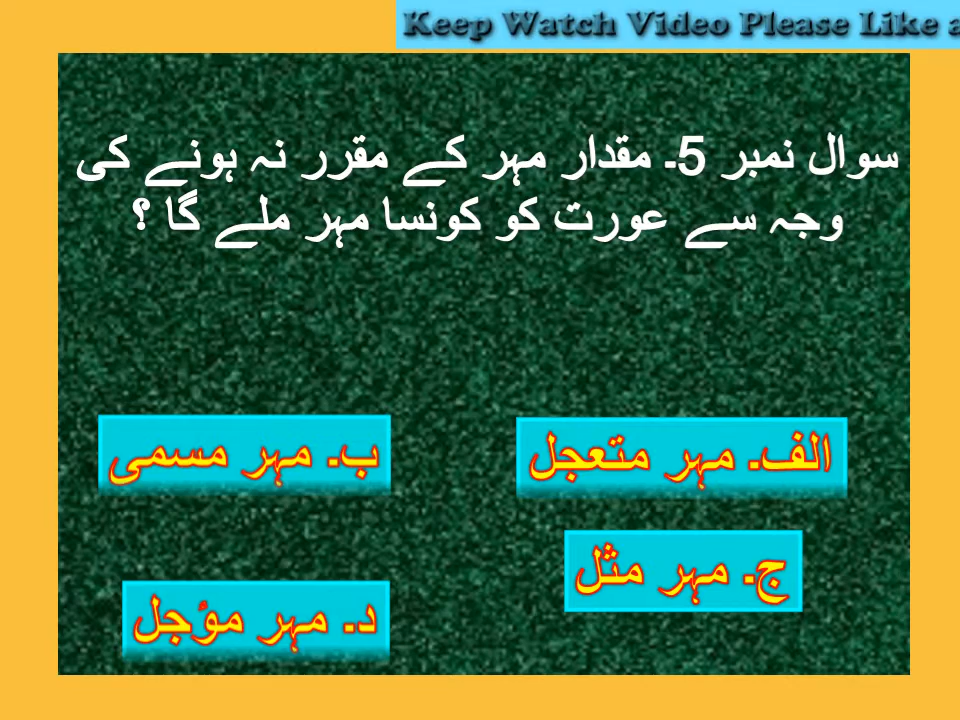 Keep Watch Video Please Like a
سوال نمبر 5۔ مقدار مہر کے مقرر نہ ہونے کی
وجہ سے عورت کو کونسا مہر ملے گا ؟
الف۔ مہر متعجل
ب۔ مہر مسمی
ج۔ مہر مثل
د۔ مہر مؤجل